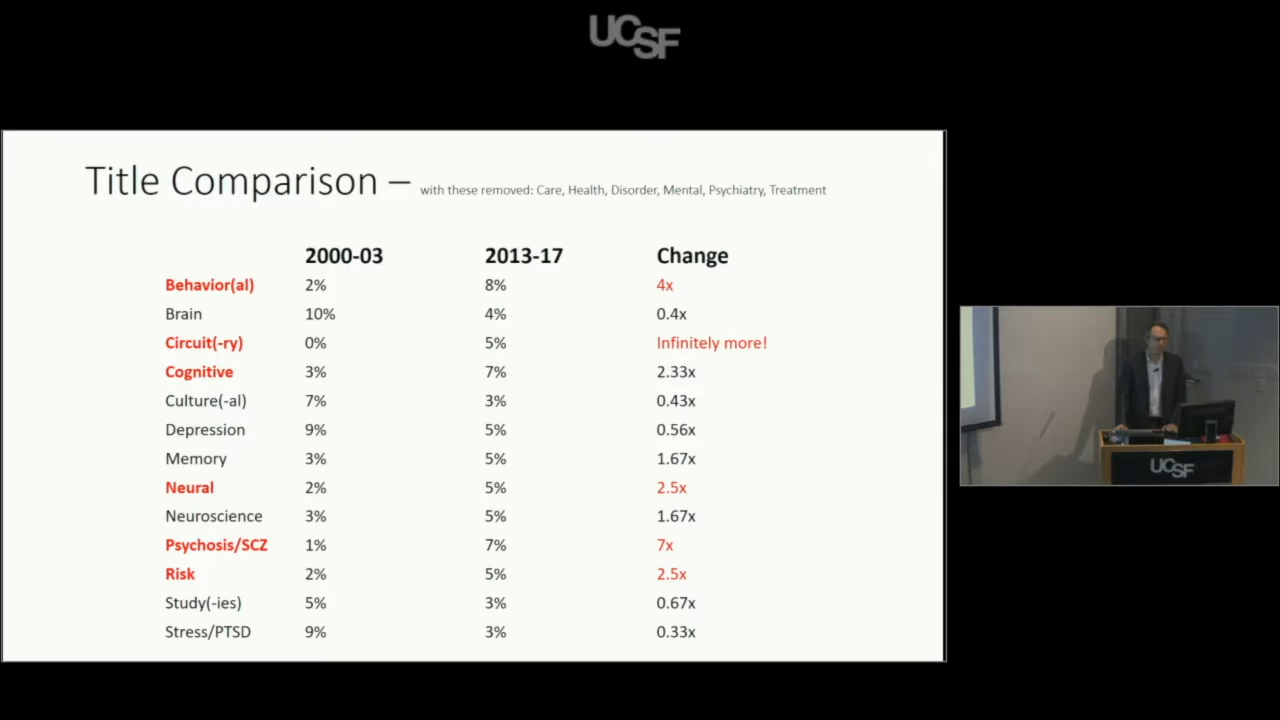 UCSF
Title Comparison – with these removed: Care, Health, Disorder, Mental, Psychiatry, Treatment
2000-03 2013-17 Change
Behavior(al) 2% 8% 4x
Brain 10% 4% 0.4x
Circuit(-ry) 0% 5% Infinitely more!
Cognitive 3% 7% 2.33x
Culture(-al) 7% 3% 0.43x
Depression 9% 5% 0.56x
Memory 3% 5% 1.67x
Neural 2% 5% 2.5x
Neuroscience 3% 5% 1.67x
Psychosis/SCZ 1% 7% 7x
Risk 2% 5% 2.5x
Study(-ies) 5% 3% 0.67x
Stress/PTSD 9% 3% 0.33x
UCSF